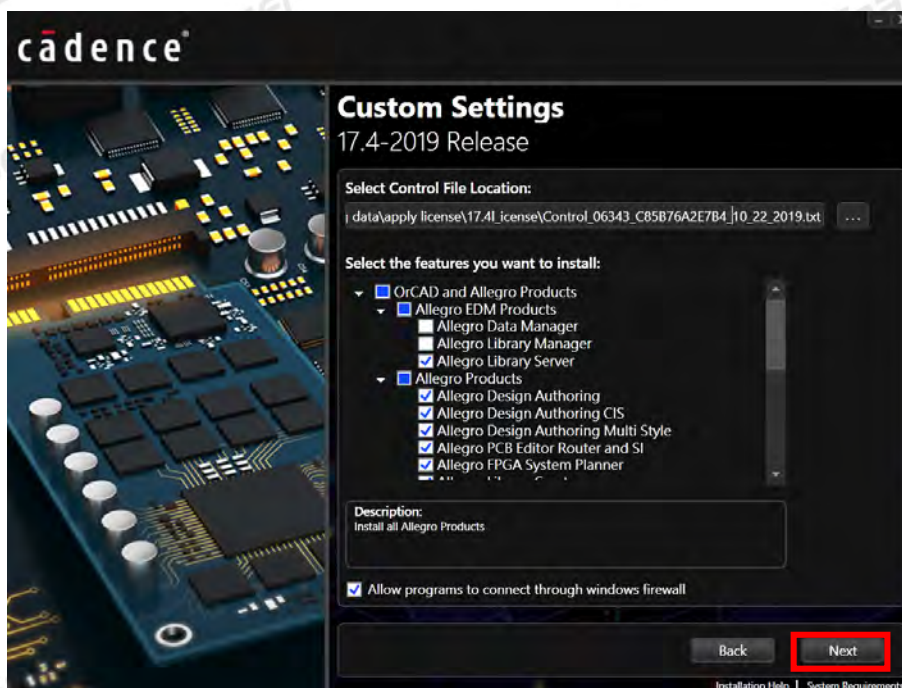 cādence®
Custom Settings
17.4-2019 Release
Select Control File Location:
data\apply license\17.4l_icense\Control_06343_C85B76A2E7B4_10_22_2019.txt ...
Select the features you want to install:
OrCAD and Allegro Products
Allegro EDM Products
Allegro Data Manager
Allegro Library Manager
Allegro Library Server
Allegro Products
Allegro Design Authoring
Allegro Design Authoring CIS
Allegro Design Authoring Multi Style
Allegro PCB Editor Router and SI
Allegro FPGA System Planner
Description:
Install all Allegro Products
Allow programs to connect through windows firewall
Back Next
Installation Help | System Requirements